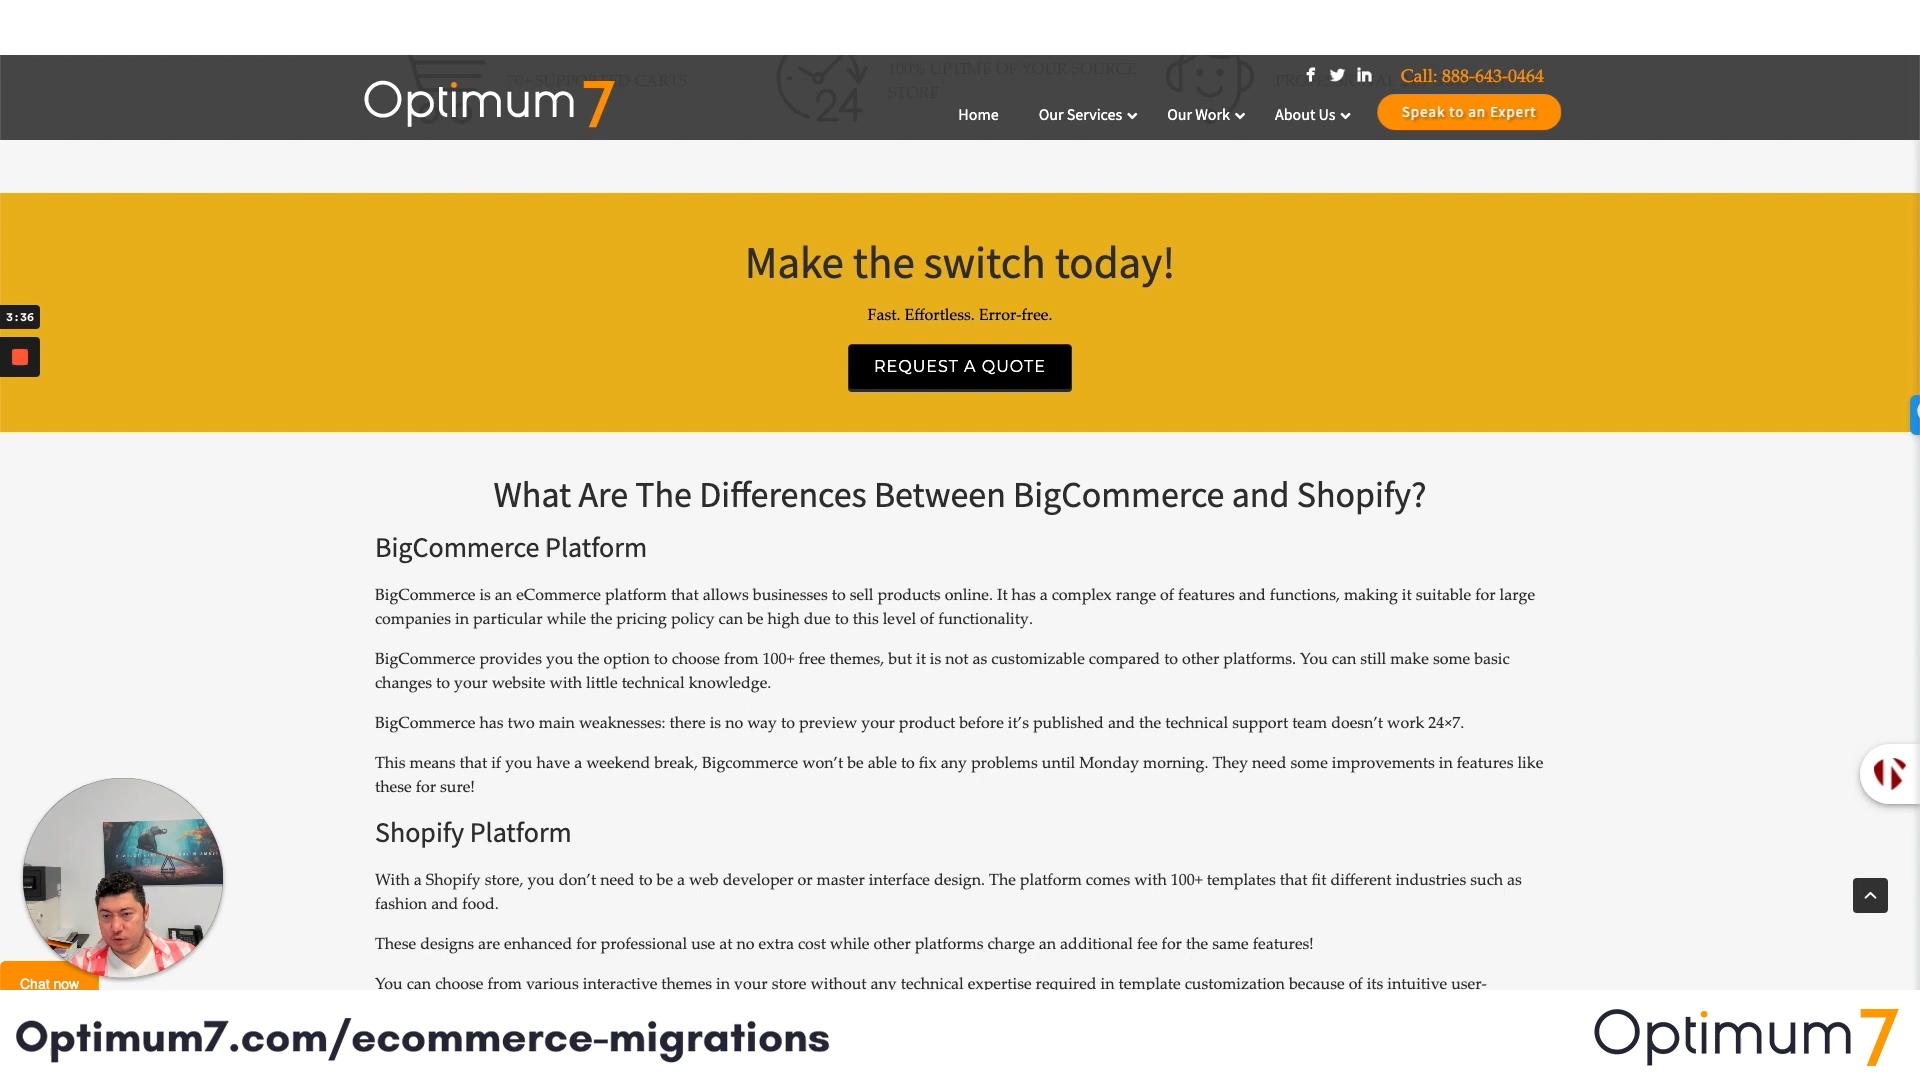 70+ SUPPORTED CARTS
100% UPTIME OF YOUR SOURCE
STORE
24
PROFESSIONAL
Optimum7
Call: 888-643-0464
Home
Our Services
Our Work
About Us
Speak to an Expert
Make the switch today!
Fast. Effortless. Error-free.
REQUEST A QUOTE
3:36
What Are The Differences Between BigCommerce and Shopify?
BigCommerce Platform
BigCommerce is an eCommerce platform that allows businesses to sell products online. It has a complex range of features and functions, making it suitable for large
companies in particular while the pricing policy can be high due to this level of functionality.
BigCommerce provides you the option to choose from 100+ free themes, but it is not as customizable compared to other platforms. You can still make some basic
changes to your website with little technical knowledge.
BigCommerce has two main weaknesses: there is no way to preview your product before it’s published and the technical support team doesn’t work 24×7.
This means that if you have a weekend break, Bigcommerce won’t be able to fix any problems until Monday morning. They need some improvements in features like
these for sure!
Shopify Platform
With a Shopify store, you don’t need to be a web developer or master interface design. The platform comes with 100+ templates that fit different industries such as
fashion and food.
These designs are enhanced for professional use at no extra cost while other platforms charge an additional fee for the same features!
You can choose from various interactive themes in your store without any technical expertise required in template customization because of its intuitive user-
Chat now
Optimum7.com/ecommerce-migrations
Optimum7